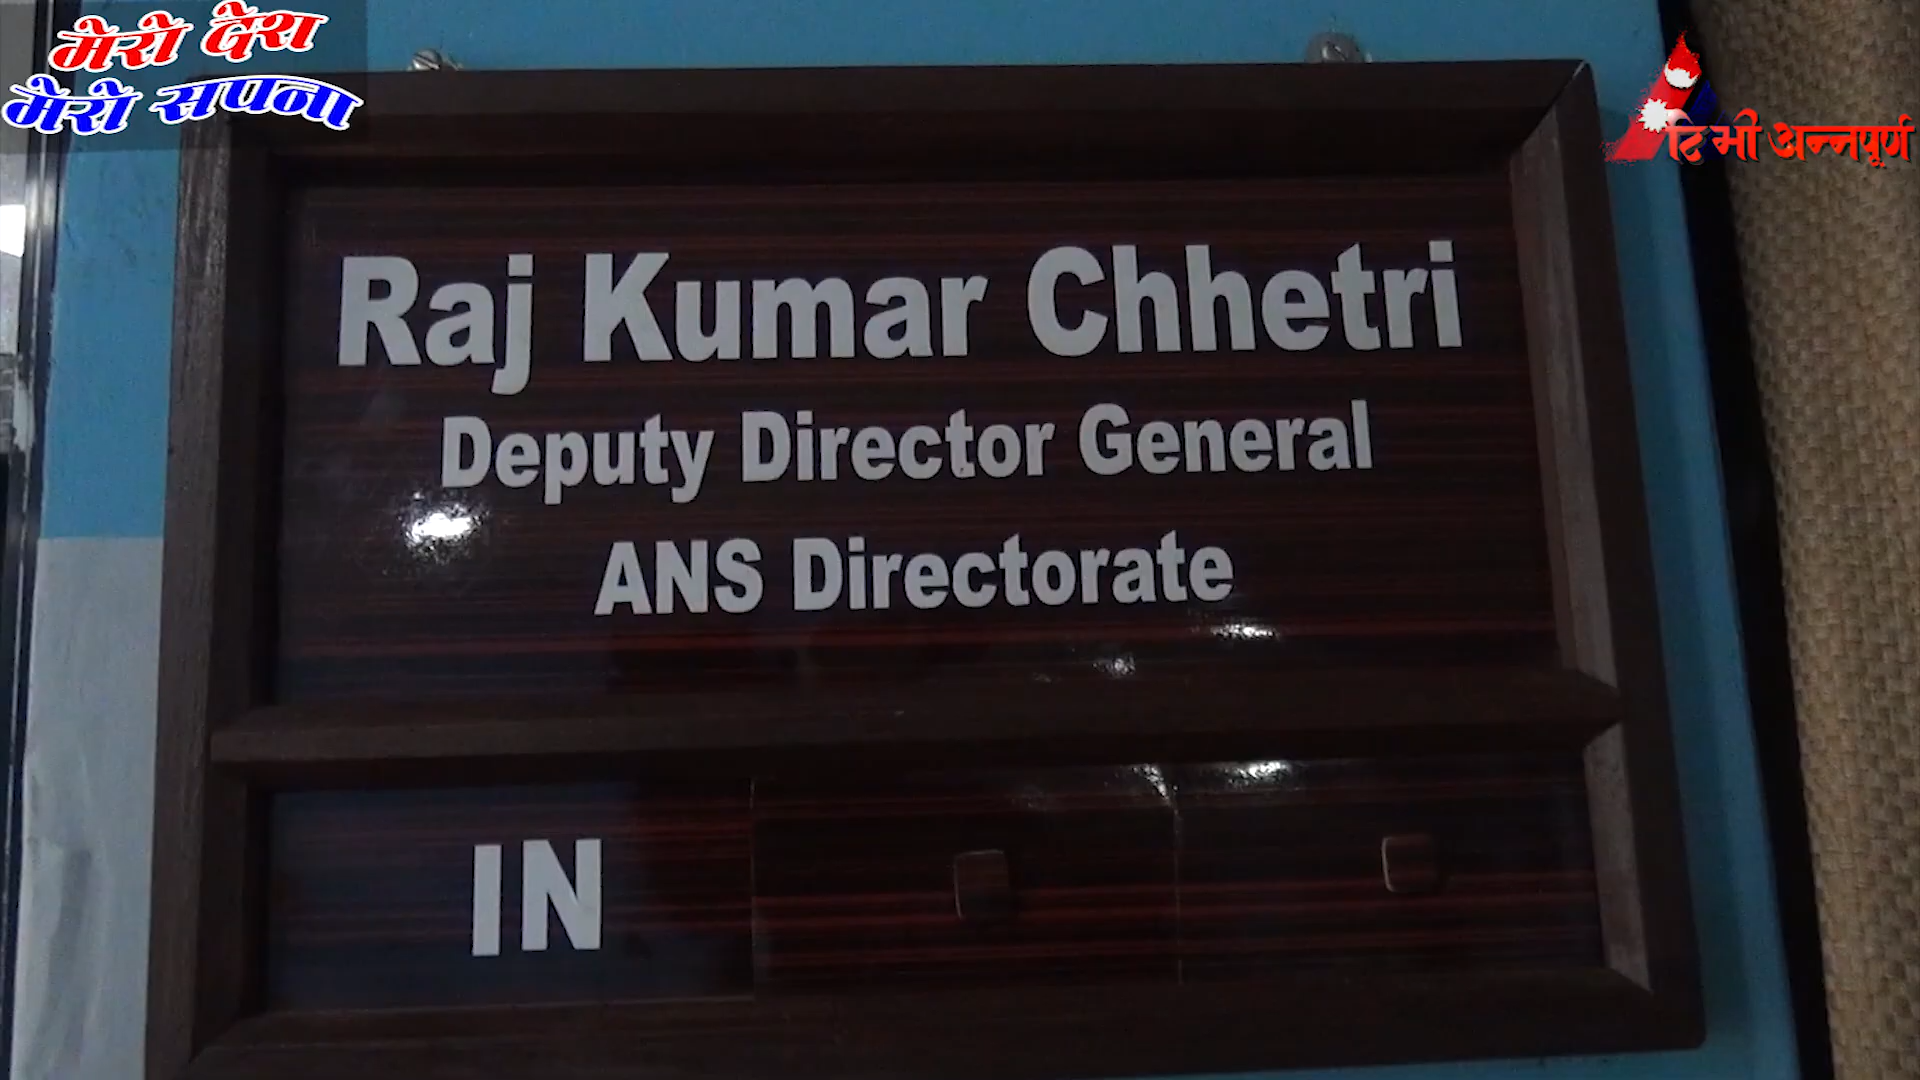 मेरो देश
मेरो सपना
टिभी अन्नपूर्ण
Raj Kumar Chhetri
Deputy Director General
ANS Directorate
IN